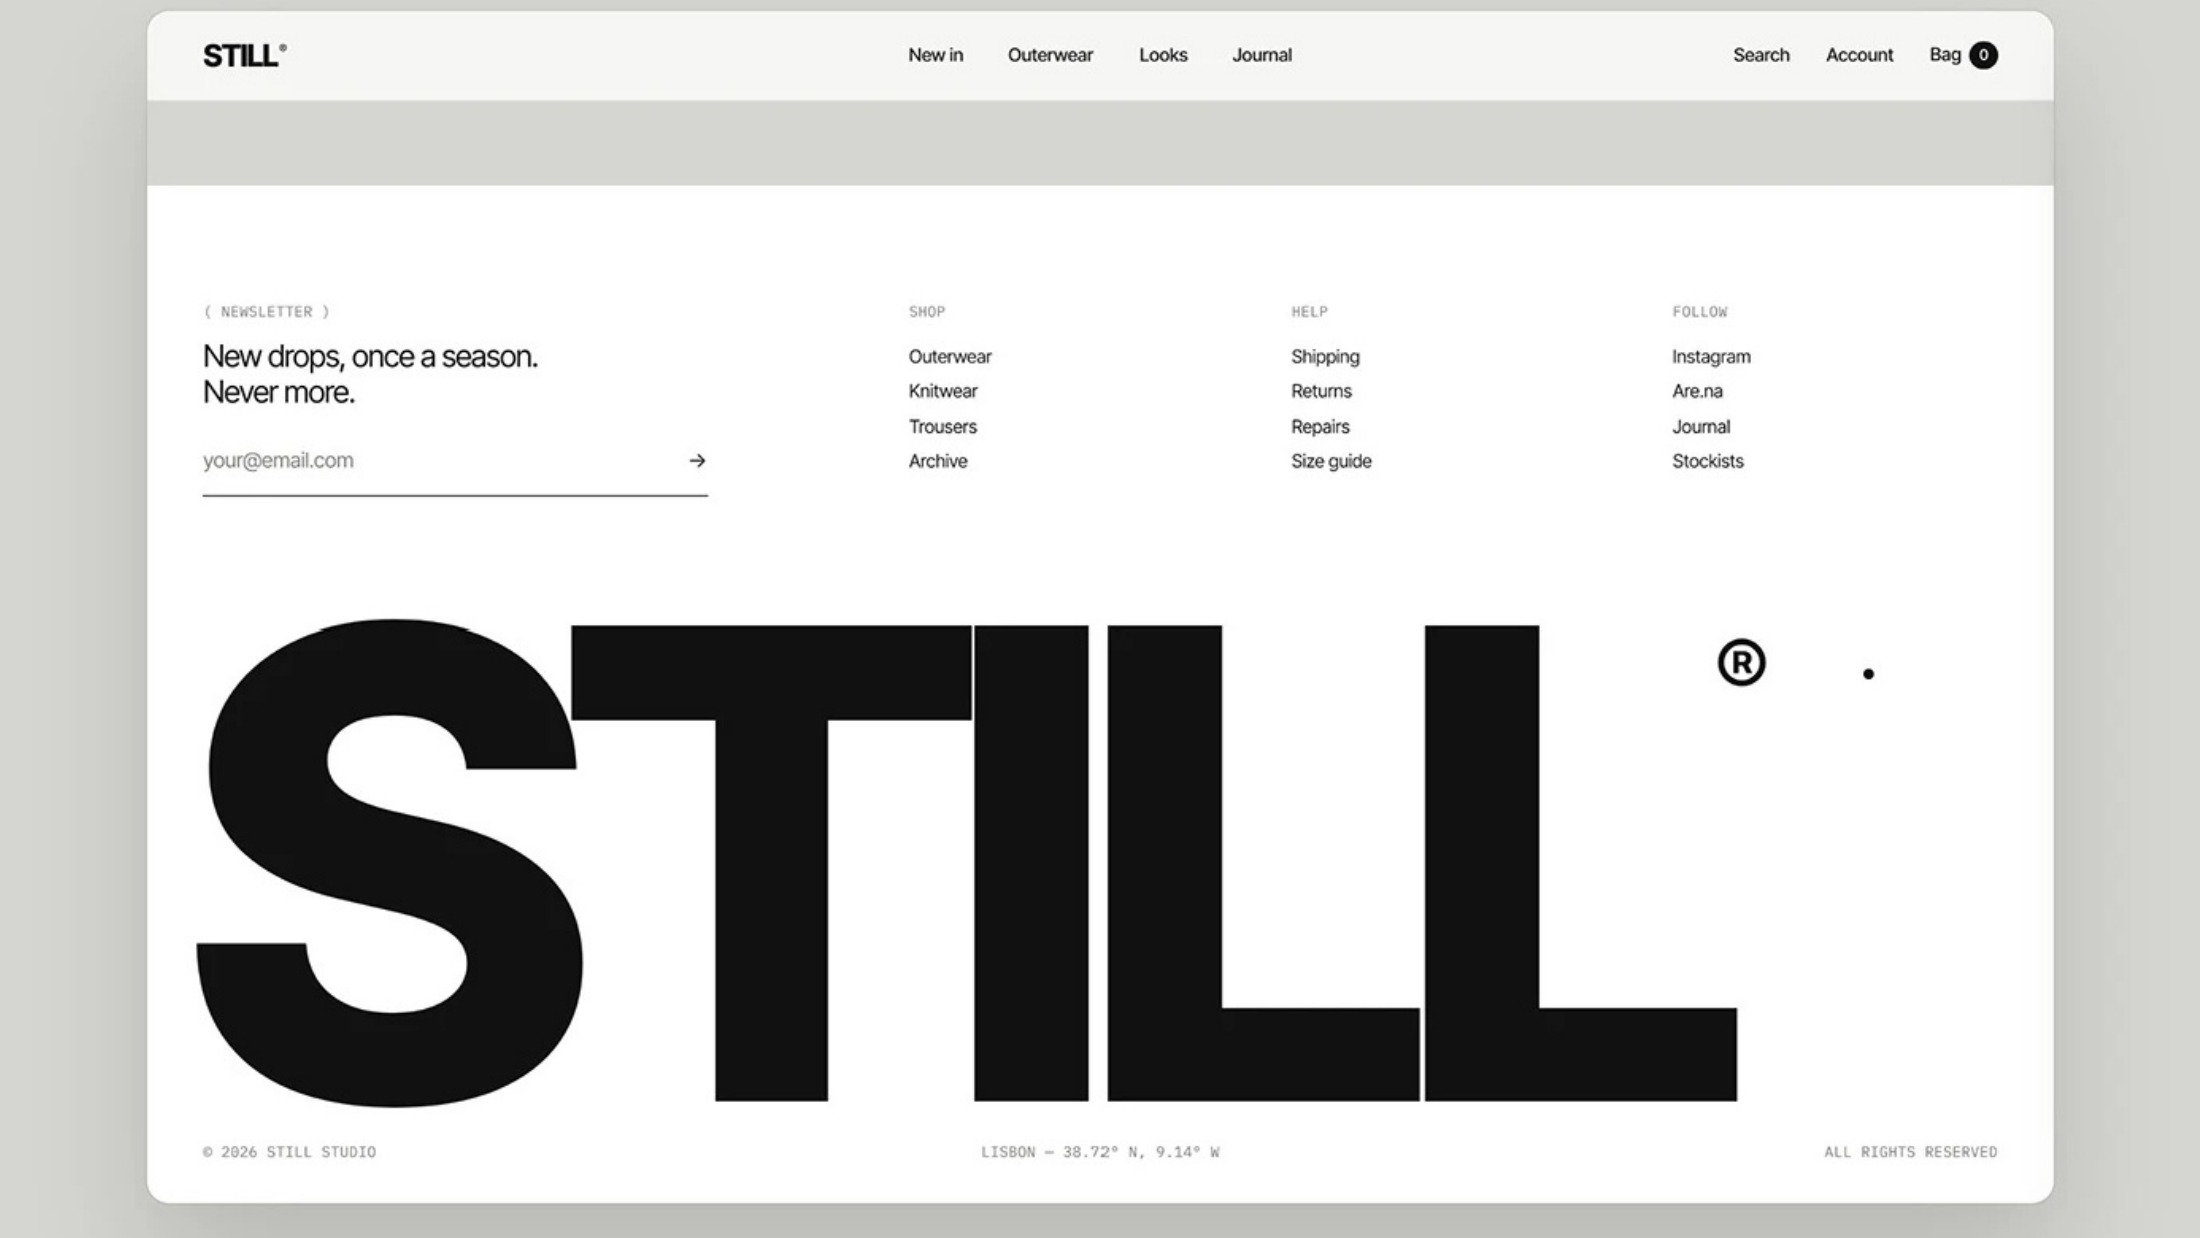 STILL®
New in Outerwear Looks Journal
Search Account Bag 0
( NEWSLETTER )
New drops, once a season.
Never more.
your@email.com →
SHOP
Outerwear
Knitwear
Trousers
Archive
HELP
Shipping
Returns
Repairs
Size guide
FOLLOW
Instagram
Are.na
Journal
Stockists
STILL®
© 2026 STILL STUDIO
LISBON — 38.72° N, 9.14° W
ALL RIGHTS RESERVED